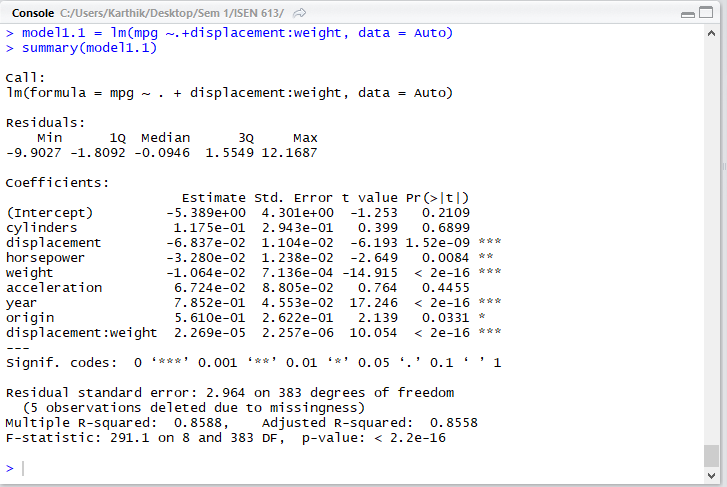 Console C:/Users/Karthik/Desktop/Sem 1/ISEN 613/
> model1.1 = lm(mpg ~.+displacement:weight, data = Auto)
> summary(model1.1)
Call:
lm(formula = mpg ~ . + displacement:weight, data = Auto)
Residuals:
    Min      1Q  Median      3Q     Max
-9.9027 -1.8092 -0.0946  1.5549 12.1687
Coefficients:
                      Estimate Std. Error t value Pr(>|t|)
(Intercept)         -5.389e+00  4.301e+00  -1.253   0.2109
cylinders            1.175e-01  2.943e-01   0.399   0.6899
displacement        -6.837e-02  1.104e-02  -6.193 1.52e-09 ***
horsepower          -3.280e-02  1.238e-02  -2.649   0.0084 **
weight              -1.064e-02  7.136e-04 -14.915  < 2e-16 ***
acceleration         6.724e-02  8.805e-02   0.764   0.4455
year                 7.852e-01  4.553e-02  17.246  < 2e-16 ***
origin               5.610e-01  2.622e-01   2.139   0.0331 *
displacement:weight  2.269e-05  2.257e-06  10.054  < 2e-16 ***
---
Signif. codes:  0 ‘***’ 0.001 ‘**’ 0.01 ‘*’ 0.05 ‘.’ 0.1 ‘ ’ 1
Residual standard error: 2.964 on 383 degrees of freedom
  (5 observations deleted due to missingness)
Multiple R-squared:  0.8588,	Adjusted R-squared:  0.8558
F-statistic: 291.1 on 8 and 383 DF,  p-value: < 2.2e-16
>